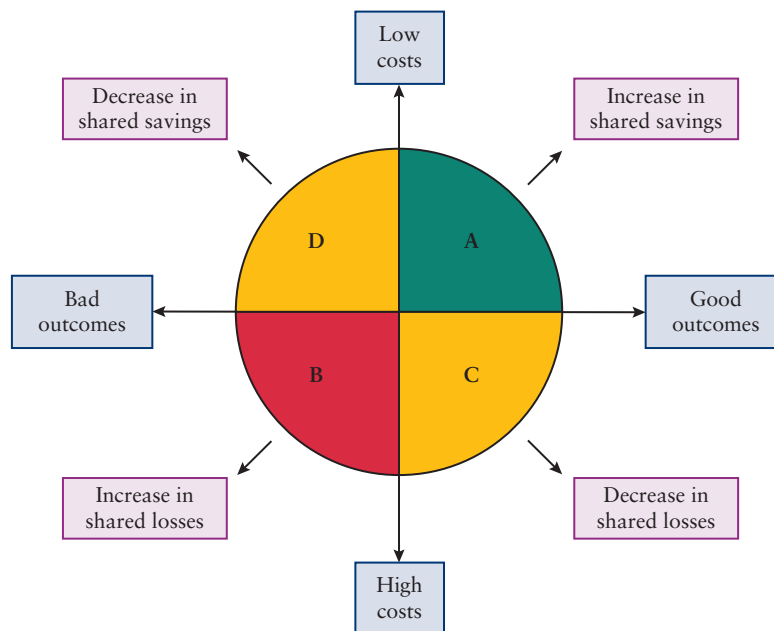 Low
costs
Decrease in
shared savings
Increase in
shared savings
D
A
Bad
outcomes
Good
outcomes
B
C
Increase in
shared losses
Decrease in
shared losses
High
costs